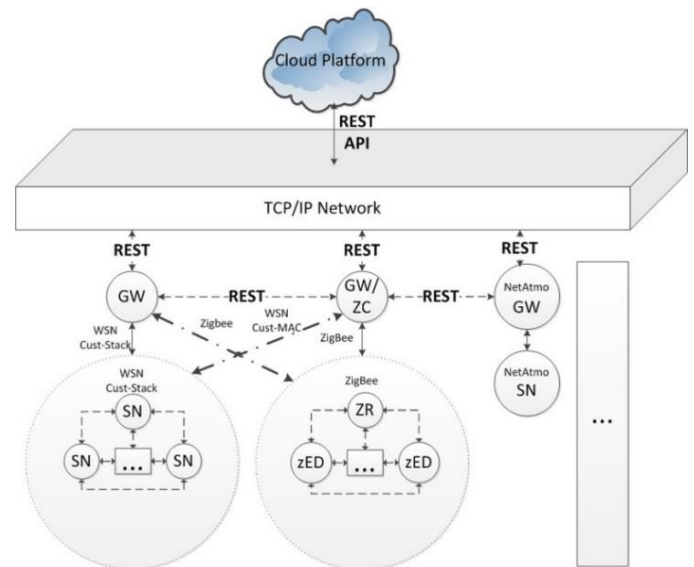 Cloud Platform
REST
API
TCP/IP Network
REST
REST
REST
GW
REST
GW/
ZC
REST
NetAtmo
GW
WSN
Cust-Stack
Zigbee
WSN
Cust-MAC
ZigBee
NetAtmo
SN
WSN
Cust-Stack
SN
SN
...
SN
ZigBee
ZR
zED
...
zED
...